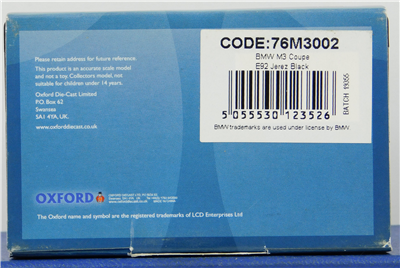 Please retain address for future reference.
This product is an accurate scale model
and not a toy. Collectors model, not
suitable for children under 14 years.
Oxford Die-Cast Limited
P.O. Box 62
Swansea
SA1 4YA, UK.
www.oxforddiecast.co.uk
CODE:76M3002
BMW M3 Coupe
E92 Jerez Black
BATCH 19355
5 055530 123526
BMW trademarks are used under license by BMW
OXFORD
The Oxford name and symbol are the registered trademarks of LCD Enterprises Ltd